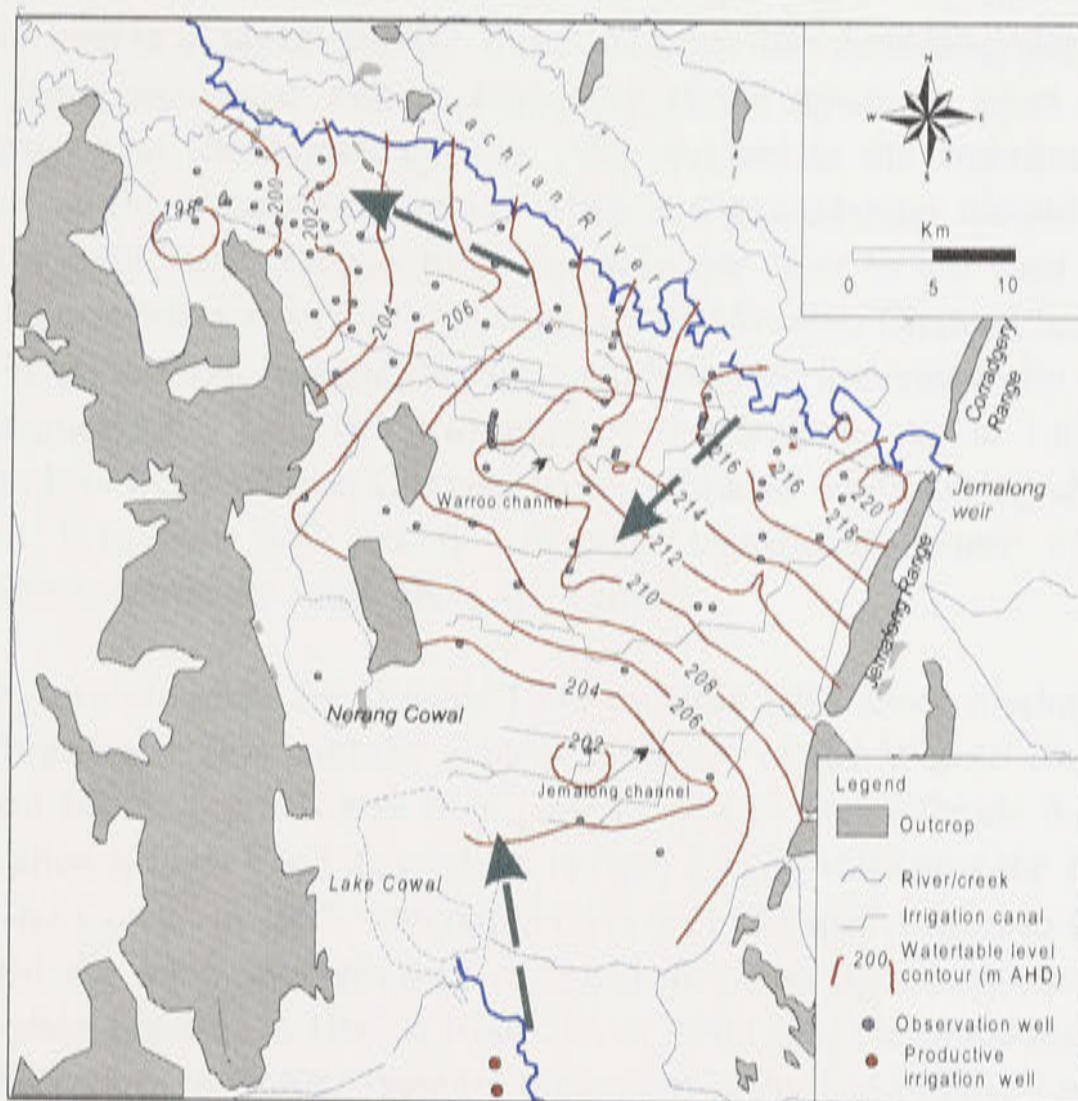 N
W
E
S
Km
0 5 10
Lachlan River
Corradgery
Range
198
200
202
204
206
216
216
220
218
214
212
210
208
206
204
202
Warroo channel
Jemalong
weir
Jemalong Range
Nerang Cowal
Jemalong channel
Lake Cowal
Legend
Outcrop
River/creek
Irrigation canal
200 Watertable level
contour (m AHD)
Observation well
Productive
irrigation well